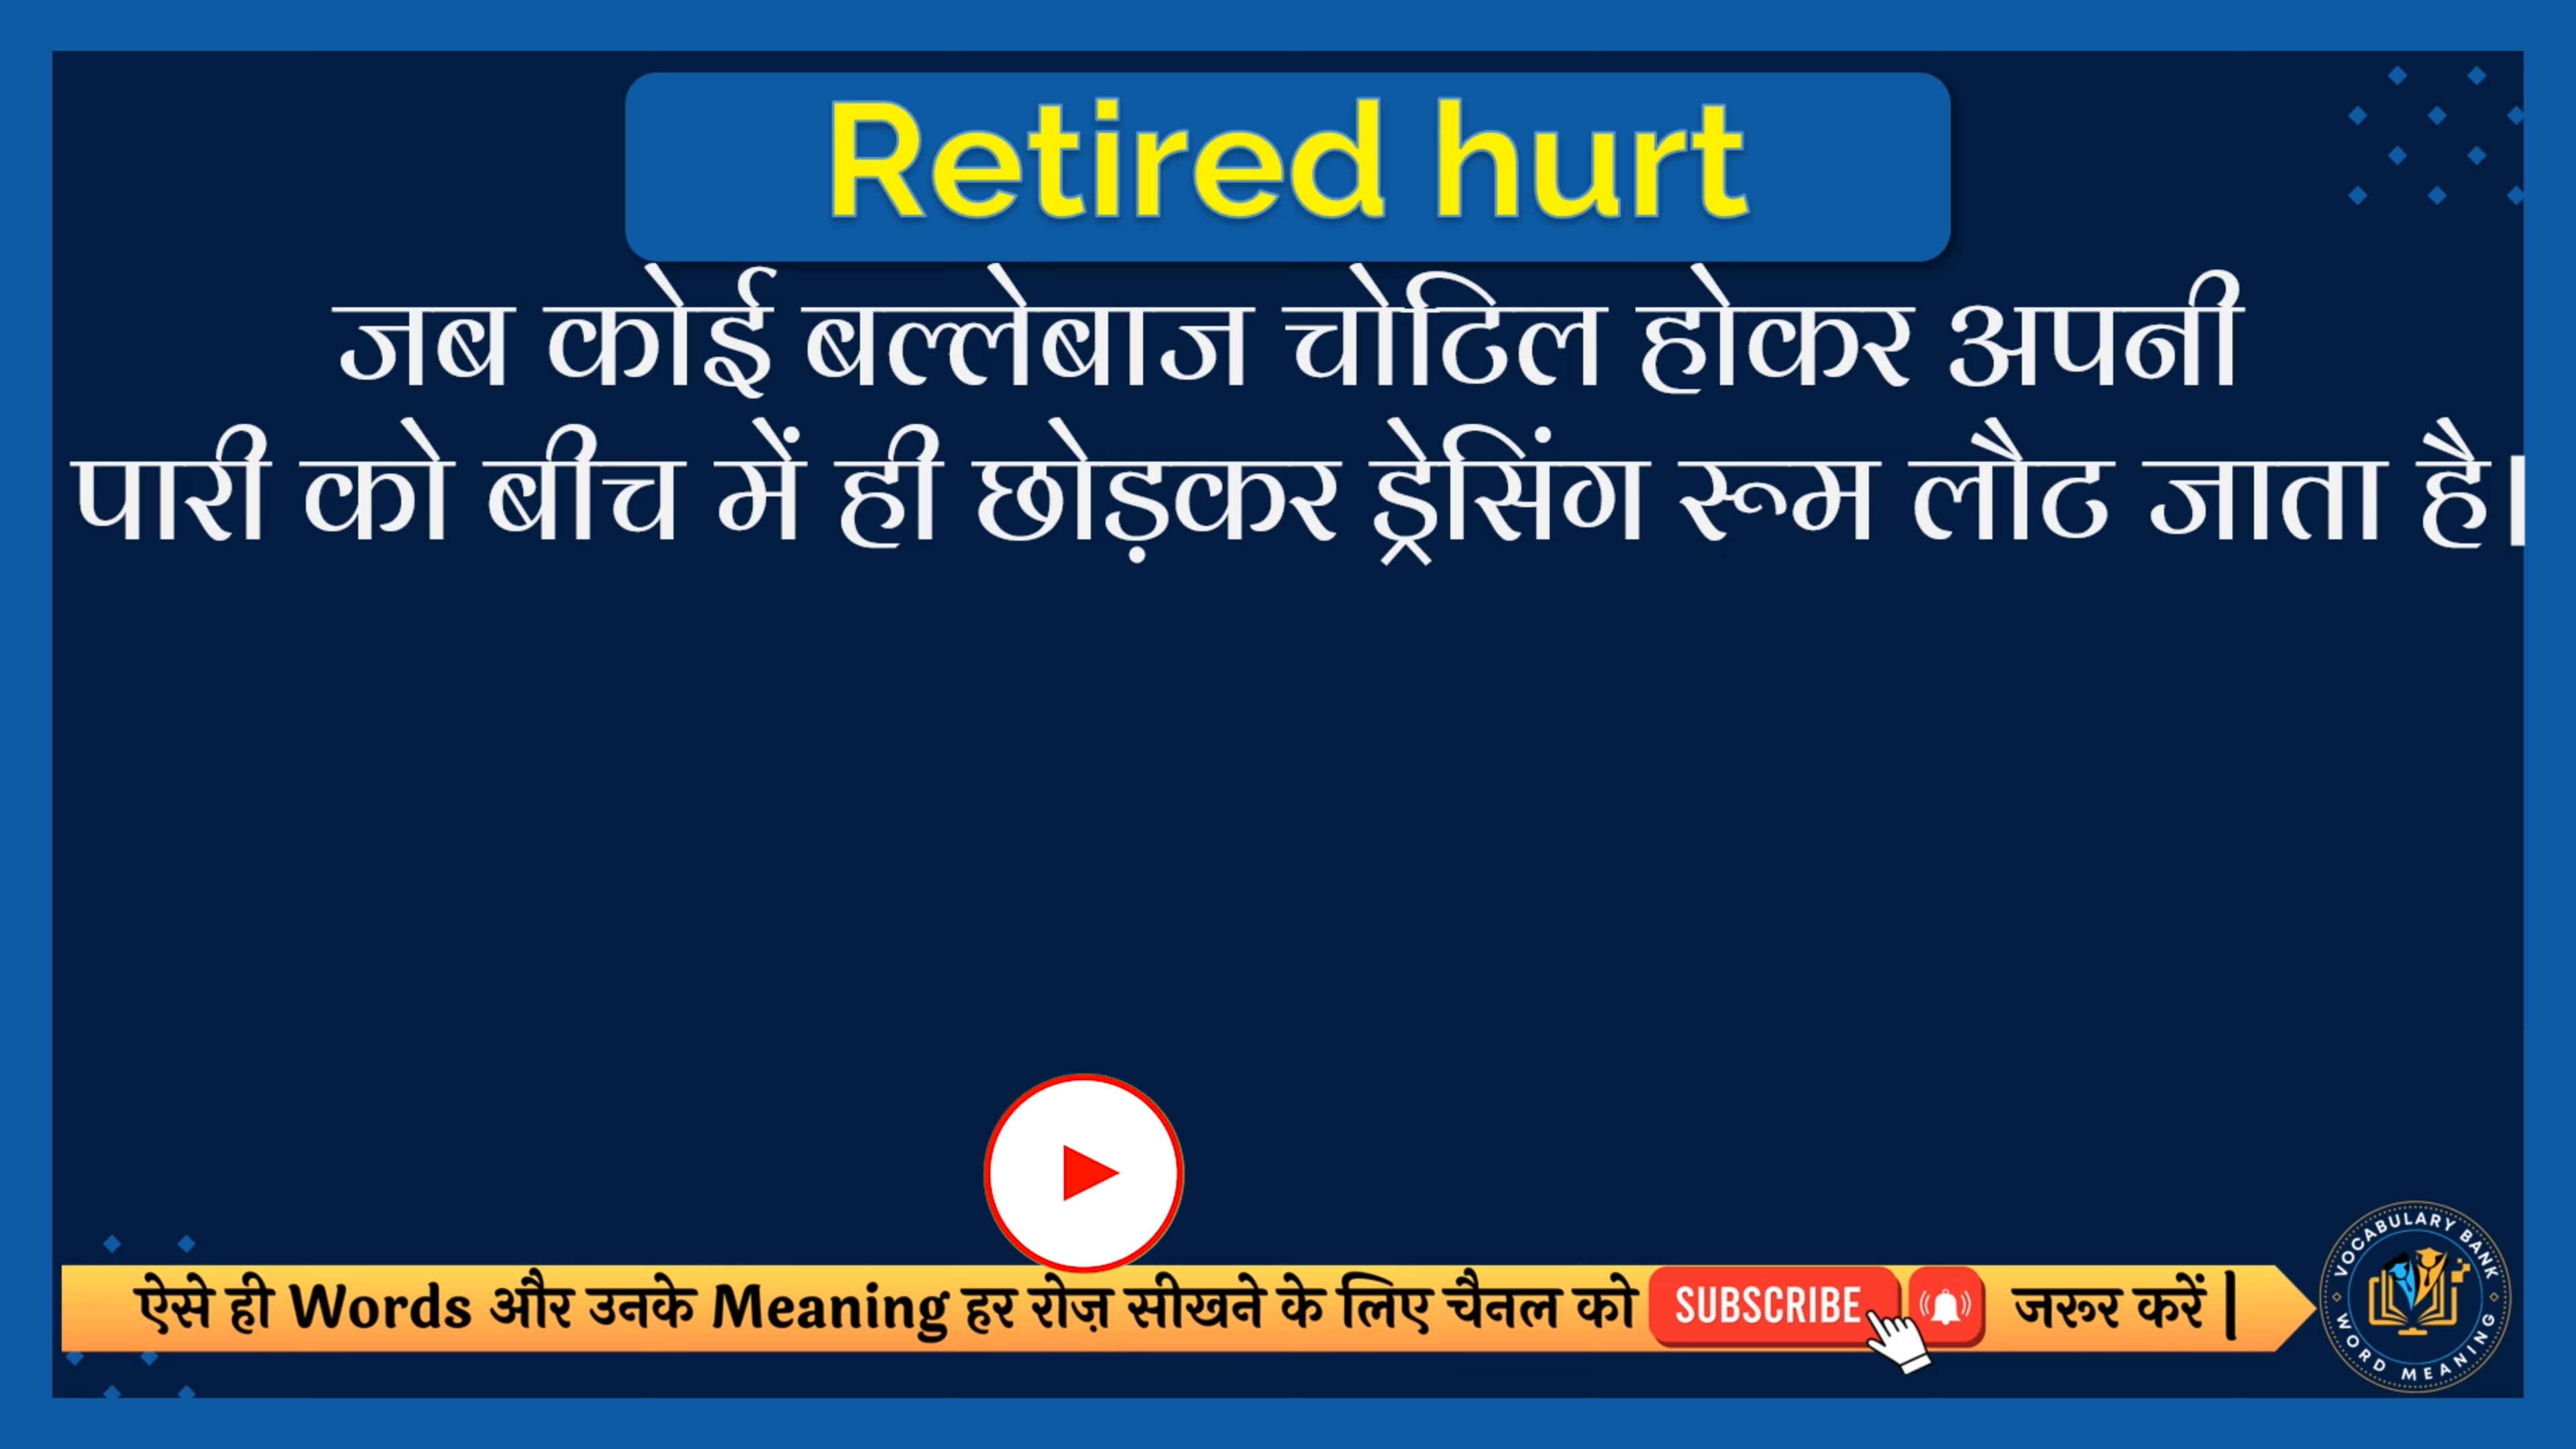 Retired hurt
जब कोई बल्लेबाज चोटिल होकर अपनी
पारी को बीच में ही छोड़कर ड्रेसिंग रूम लौट जाता है।
ऐसे ही Words और उनके Meaning हर रोज़ सीखने के लिए चैनल को SUBSCRIBE जरूर करें |
VOCABULARY BANK
WORD MEANING